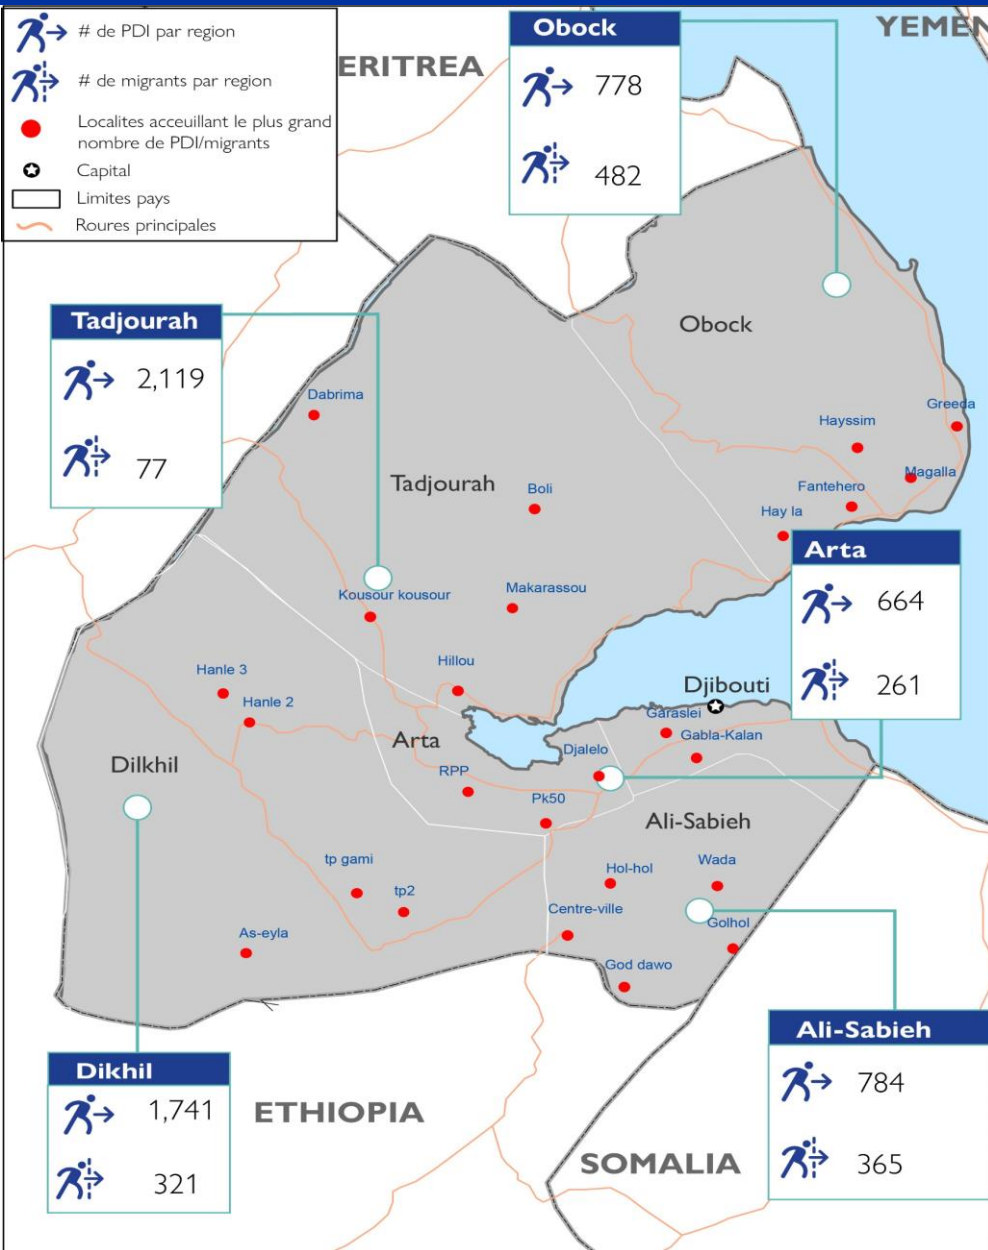 # de PDI par region
# de migrants par region
Localites acceuillant le plus grand
nombre de PDI/migrants
Capital
Limites pays
Roures principales
ERITREA
YEMEN
Obock
778
482
Tadjourah
2,119
77
Obock
Dabrima
Greeda
Hayssim
Magalla
Tadjourah
Boli
Fantehero
Hay la
Arta
664
261
Kousour kousour
Makarassou
Hillou
Hanle 3
Hanle 2
Djibouti
Garaslei
Gabla-Kalan
Arta
Djalelo
Dilkhil
RPP
Pk50
Ali-Sabieh
tp gami
tp2
Hol-hol
Wada
Centre-ville
Golhol
As-eyla
God dawo
Dikhil
1,741
321
ETHIOPIA
SOMALIA
Ali-Sabieh
784
365